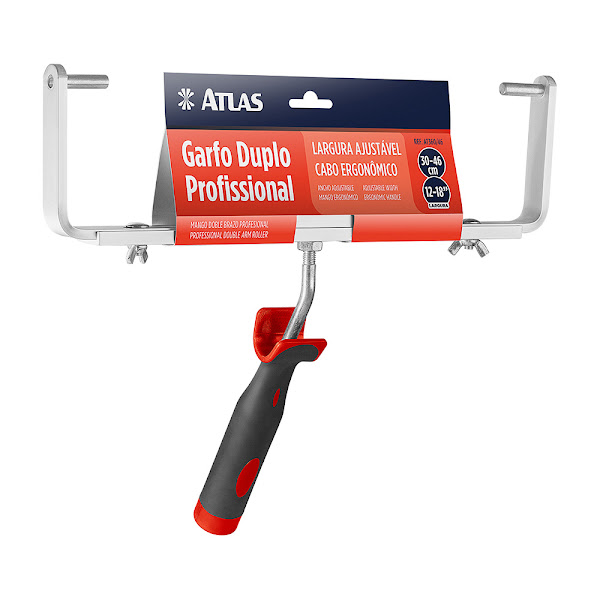 ATLAS
Garfo Duplo
Profissional
MANGO DOBLE BRAZO PROFESIONAL
PROFESSIONAL DOUBLE ARM ROLLER
LARGURA AJUSTÁVEL
CABO ERGONÔMICO
ANCHO AJUSTABLE
MANGO ERGONÓMICO
ADJUSTABLE WIDTH
ERGONOMIC HANDLE
30-46
cm
12-18"
LARGURA